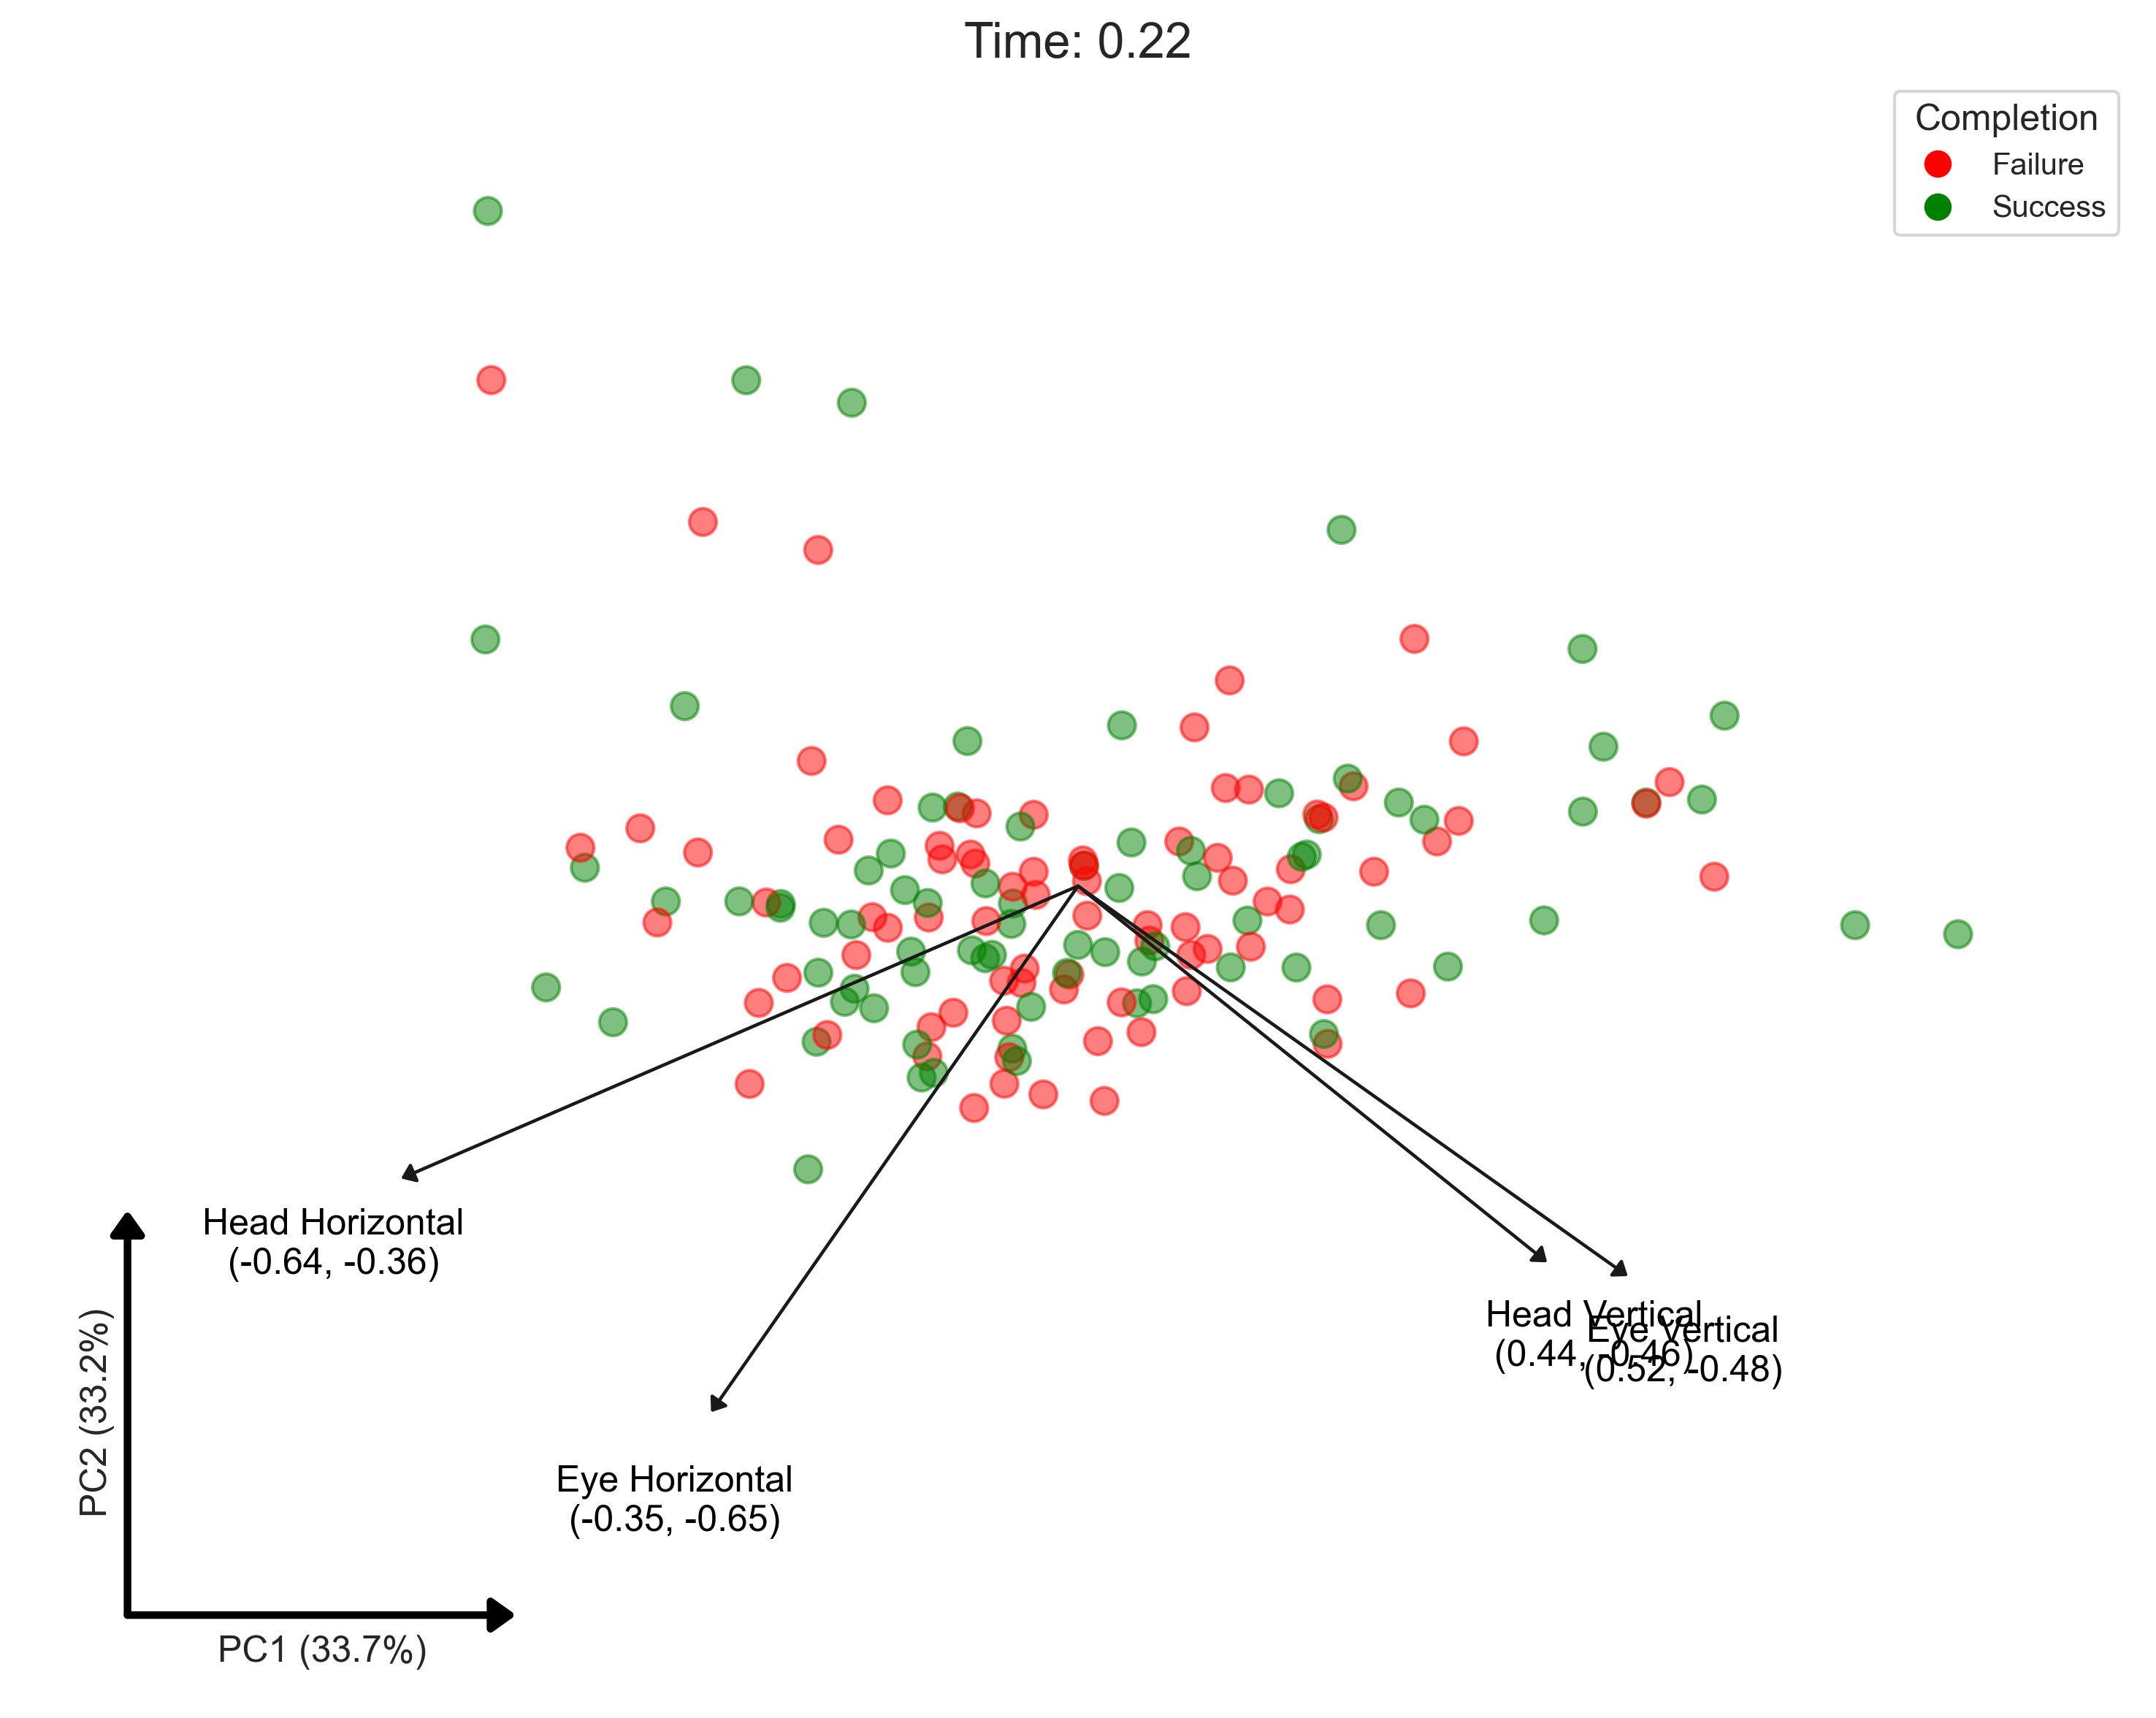 Time: 0.22
Completion
Failure
Success
Head Horizontal
(-0.64, -0.36)
Head Vertical
(0.44, -0.46)
Eye Vertical
(0.52, -0.48)
Eye Horizontal
(-0.35, -0.65)
PC2 (33.2%)
PC1 (33.7%)